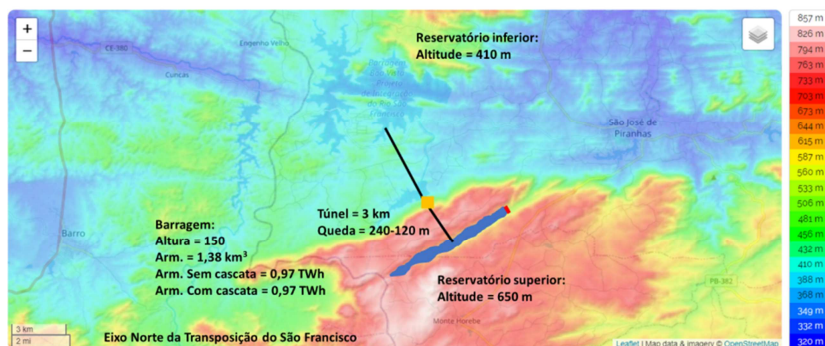 +
−
CE-380
Engenho Velho
Cuncas
Reservatório inferior:
Altitude = 410 m
São José de
Piranhas
Túnel = 3 km
Queda = 240-120 m
Barragem:
Altura = 150
Arm. = 1,38 km³
Arm. Sem cascata = 0,97 TWh
Arm. Com cascata = 0,97 TWh
Barro
Reservatório superior:
Altitude = 650 m
PB-382
Monte Horebe
3 km
2 mi
Eixo Norte da Transposição do São Francisco
Leaflet | Map data & Imagery © OpenStreetMap
857 m
826 m
794 m
763 m
733 m
703 m
673 m
644 m
615 m
587 m
560 m
533 m
506 m
481 m
456 m
432 m
410 m
388 m
368 m
349 m
332 m
320 m